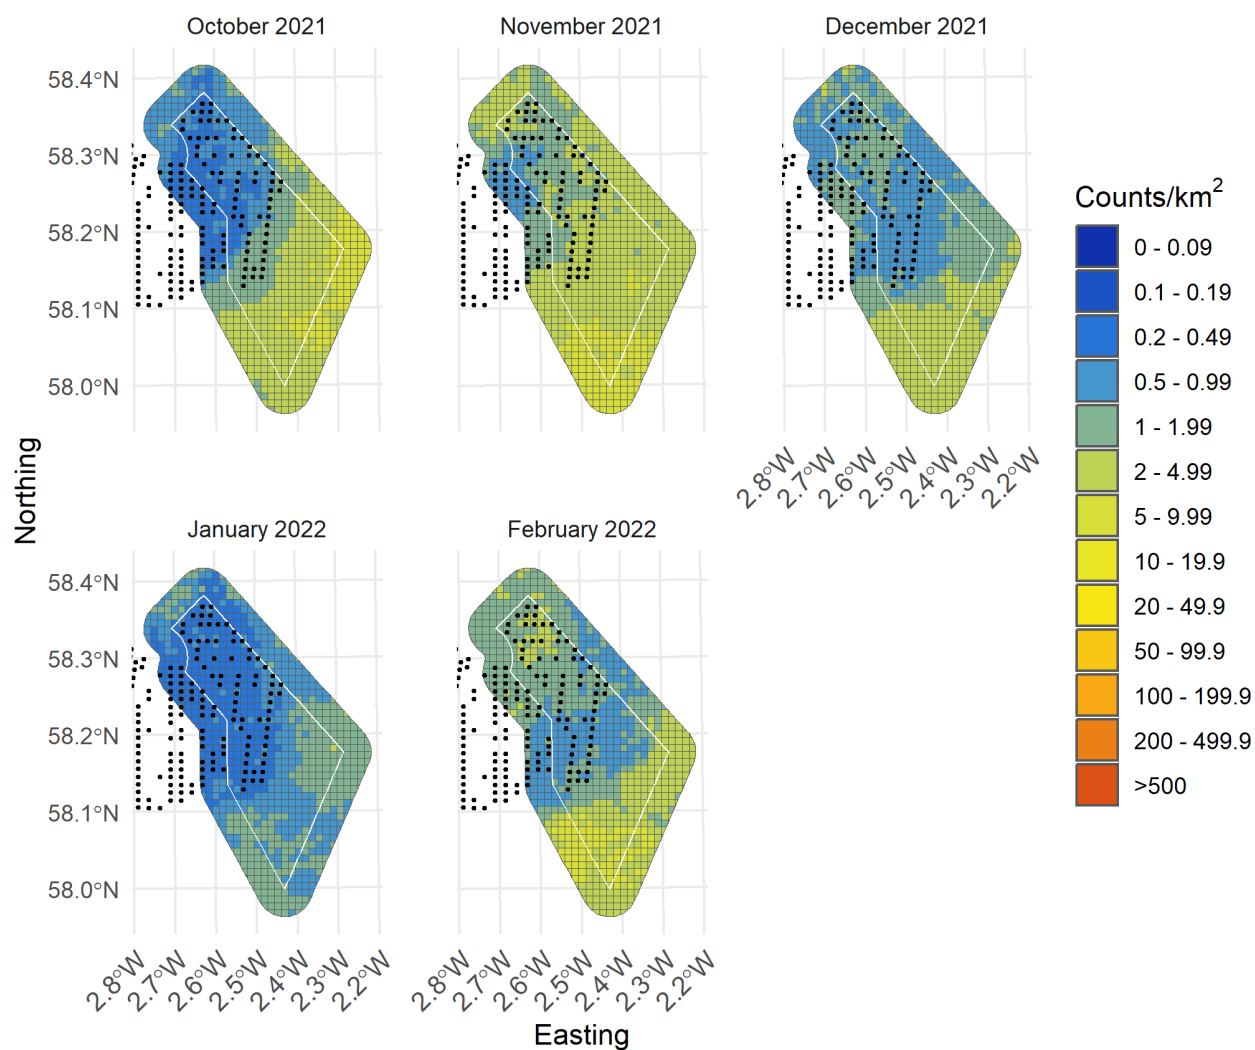 October 2021
November 2021
December 2021
58.4°N
58.3°N
58.2°N
58.1°N
58.0°N
2.8°W
2.7°W
2.6°W
2.5°W
2.4°W
2.3°W
2.2°W
Northing
January 2022
February 2022
58.4°N
58.3°N
58.2°N
58.1°N
58.0°N
2.8°W
2.7°W
2.6°W
2.5°W
2.4°W
2.3°W
2.2°W
2.8°W
2.7°W
2.6°W
2.5°W
2.4°W
2.3°W
2.2°W
Easting
Counts/km²
0 - 0.09
0.1 - 0.19
0.2 - 0.49
0.5 - 0.99
1 - 1.99
2 - 4.99
5 - 9.99
10 - 19.9
20 - 49.9
50 - 99.9
100 - 199.9
200 - 499.9
>500